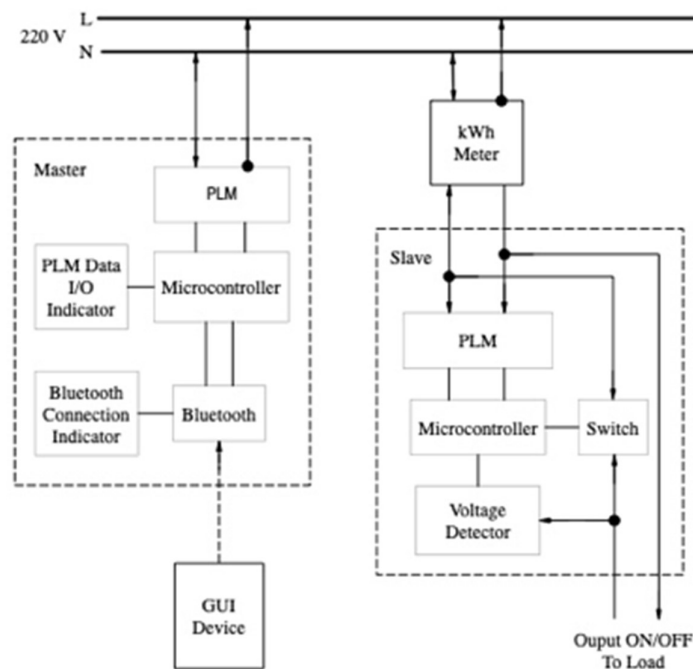 L
220 V
N
kWh
Meter
Master
PLM
PLM Data
I/O
Indicator
Microcontroller
Bluetooth
Connection
Indicator
Bluetooth
GUI
Device
Slave
PLM
Microcontroller
Switch
Voltage
Detector
Ouput ON/OFF
To Load